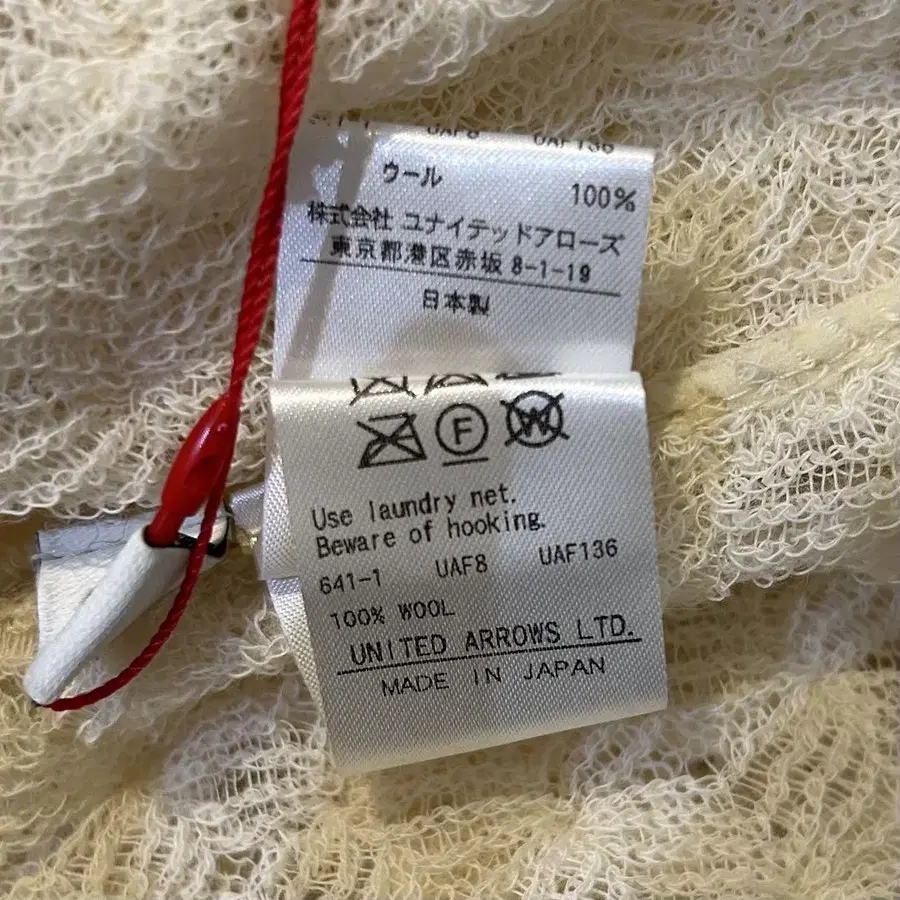 UAF8 UAF136
ウール 100%
株式会社 ユナイテッドアローズ
東京都港区赤坂 8-1-19
日本製
F W
Use laundry net.
Beware of hooking.
641-1 UAF8 UAF136
100% WOOL
UNITED ARROWS LTD.
MADE IN JAPAN